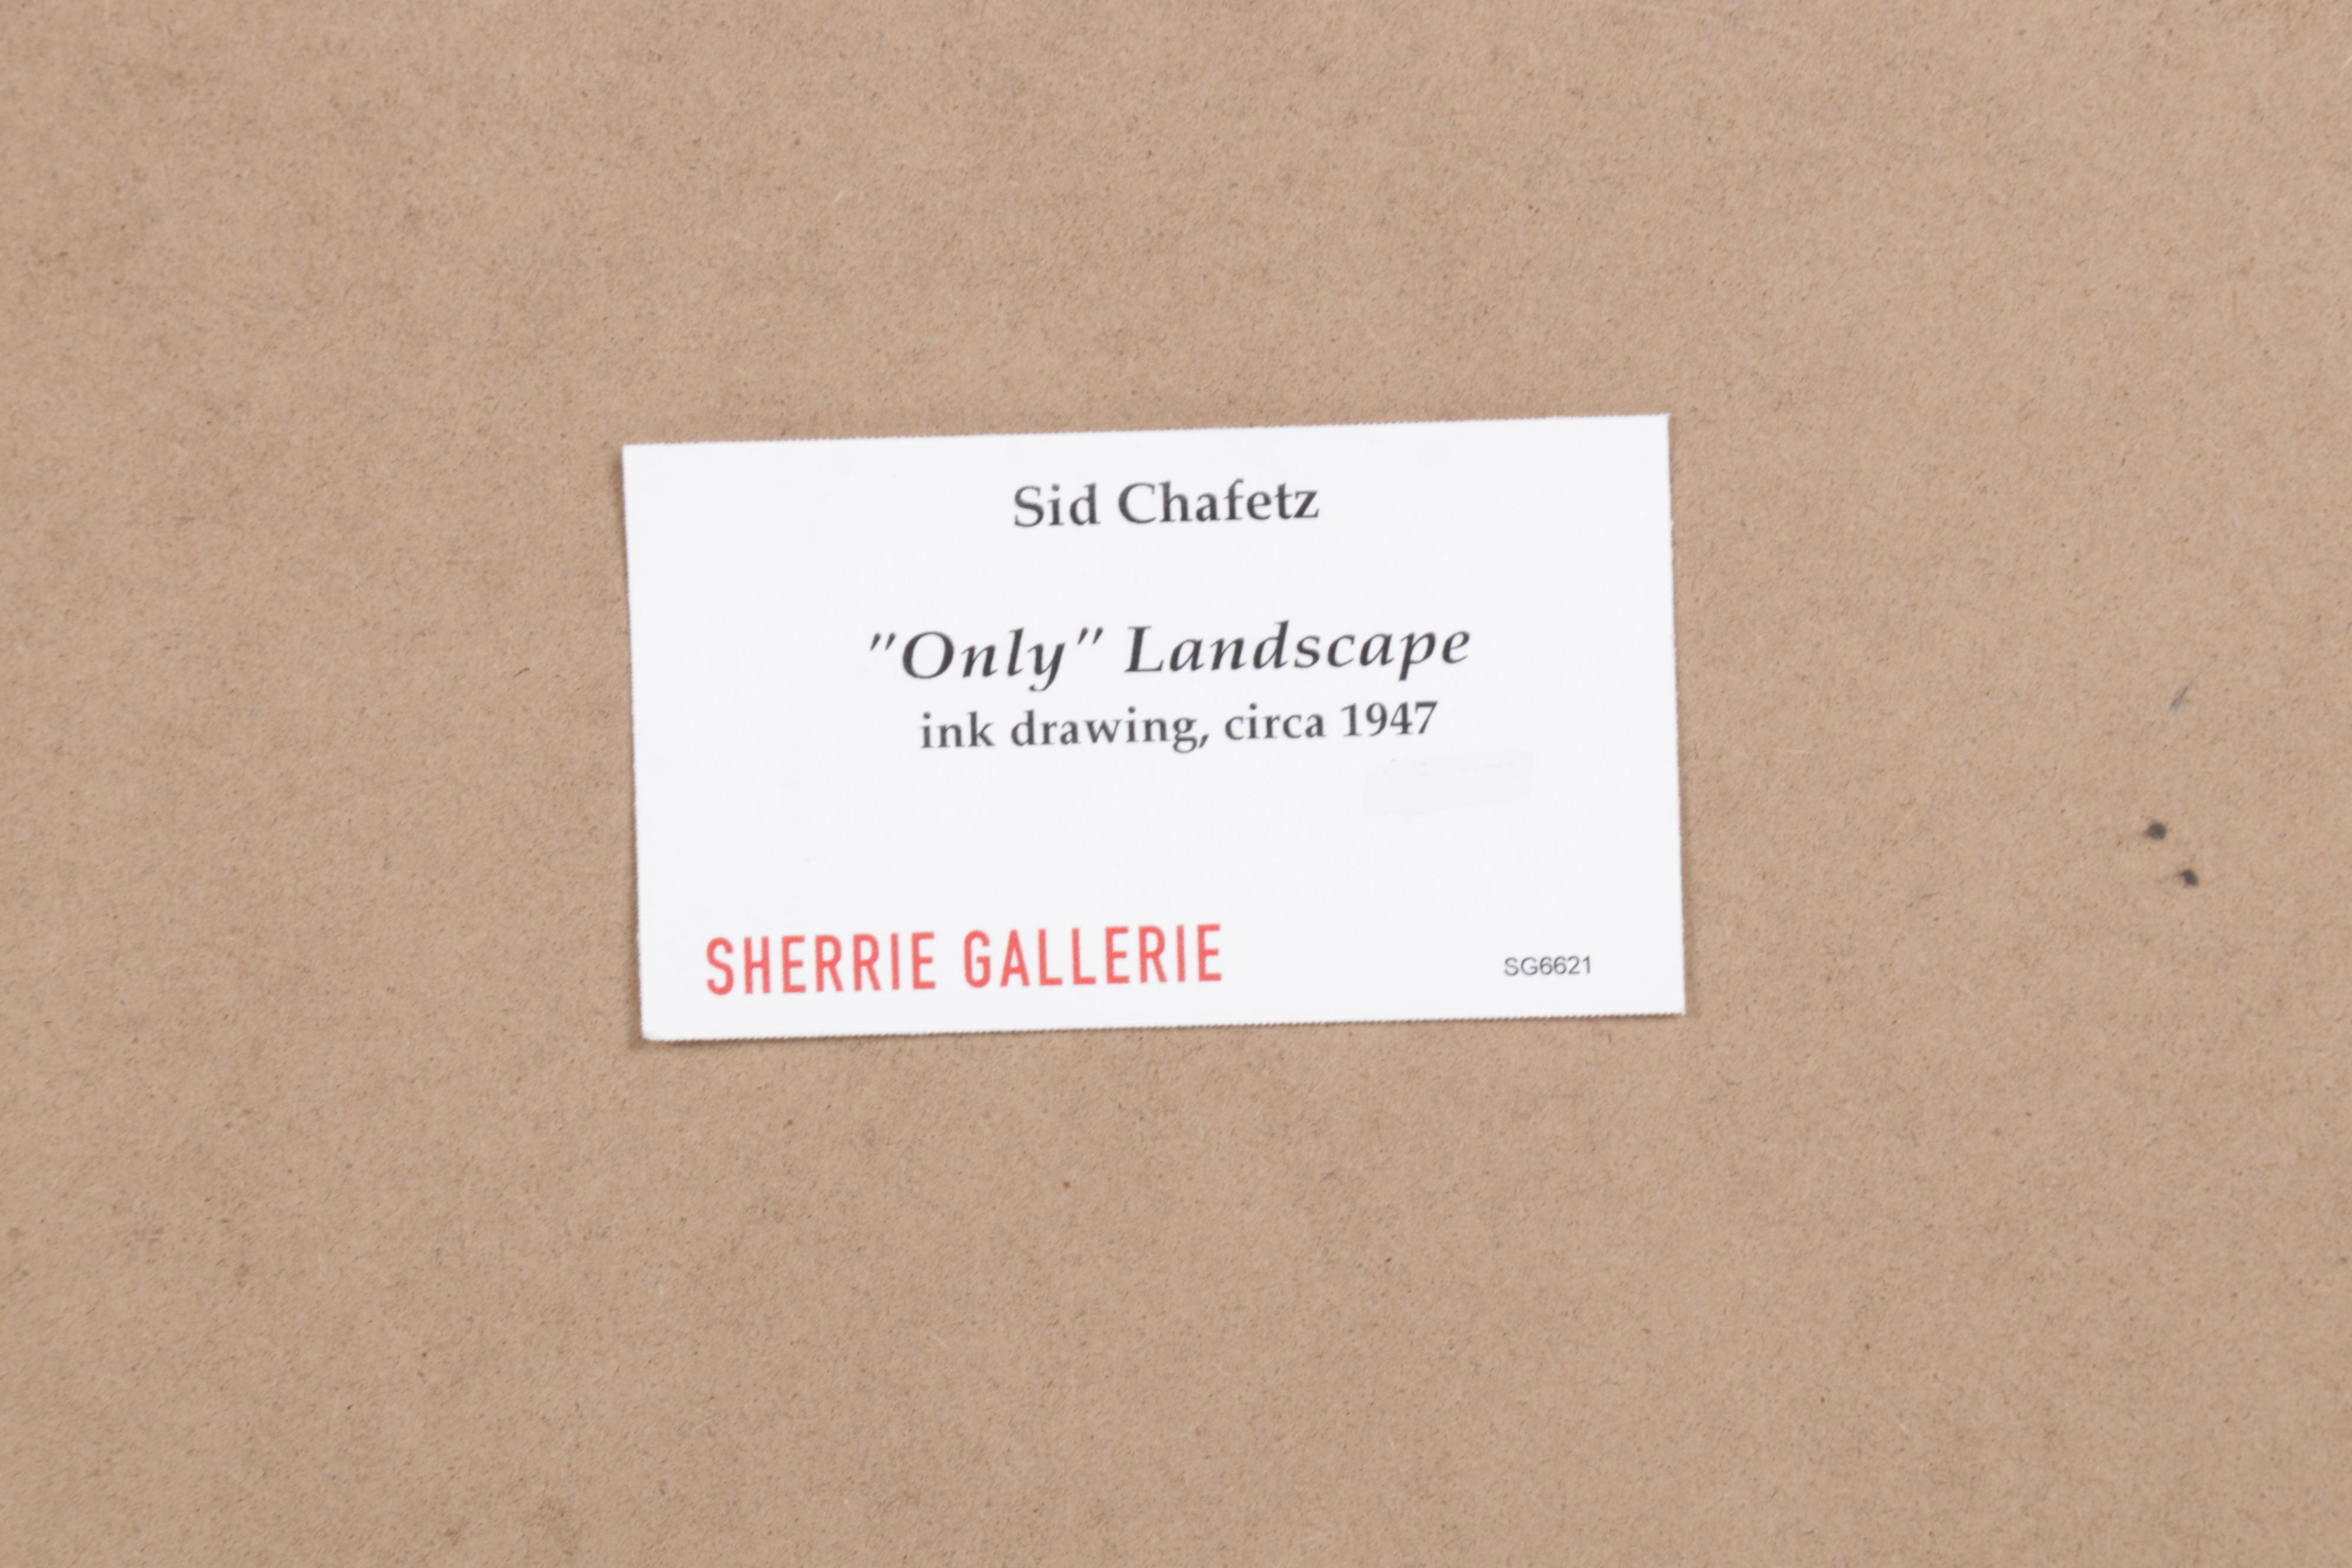 Sid Chafetz
"Only" Landscape
ink drawing, circa 1947
SHERRIE GALLERIE
SG6621